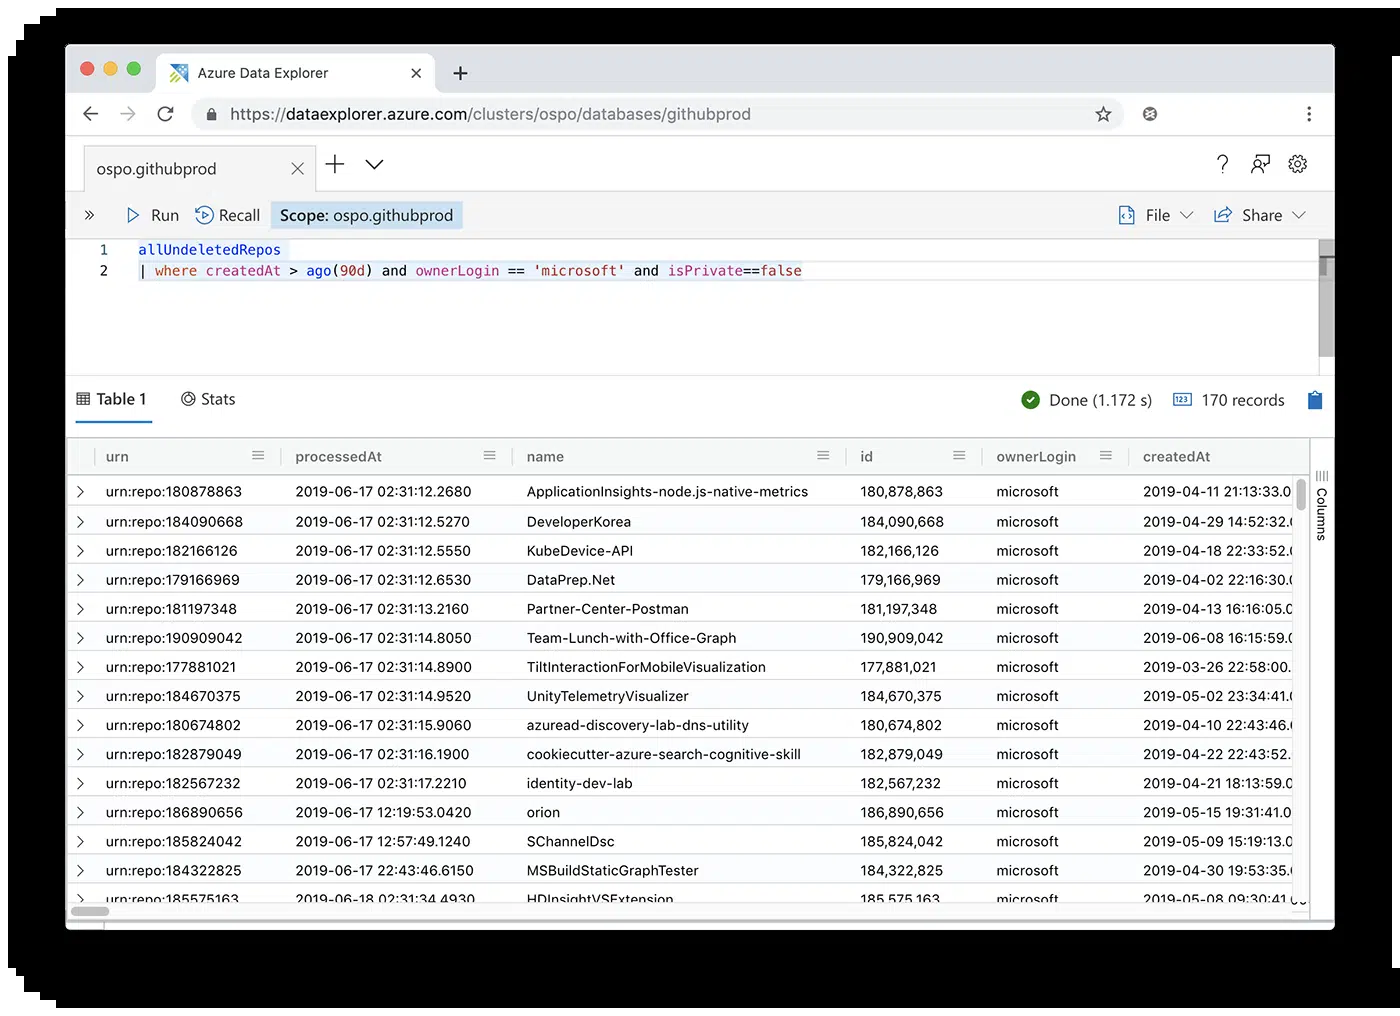 Azure Data Explorer
https://dataexplorer.azure.com/clusters/ospo/databases/githubprod
ospo.githubprod
Run Recall Scope: ospo.githubprod File Share
1 allUndeletedRepos
2 | where createdAt > ago(90d) and ownerLogin == 'microsoft' and isPrivate==false
Table 1 Stats Done (1.172 s) 123 170 records
urn processedAt name id ownerLogin createdAt
Columns
urn:repo:180878863 2019-06-17 02:31:12.2680 ApplicationInsights-node.js-native-metrics 180,878,863 microsoft 2019-04-11 21:13:33.0
urn:repo:184090668 2019-06-17 02:31:12.5270 DeveloperKorea 184,090,668 microsoft 2019-04-29 14:52:32.0
urn:repo:182166126 2019-06-17 02:31:12.5550 KubeDevice-API 182,166,126 microsoft 2019-04-18 22:33:52.0
urn:repo:179166969 2019-06-17 02:31:12.6530 DataPrep.Net 179,166,969 microsoft 2019-04-02 22:16:30.0
urn:repo:181197348 2019-06-17 02:31:13.2160 Partner-Center-Postman 181,197,348 microsoft 2019-04-13 16:16:05.0
urn:repo:190909042 2019-06-17 02:31:14.8050 Team-Lunch-with-Office-Graph 190,909,042 microsoft 2019-06-08 16:15:59.0
urn:repo:177881021 2019-06-17 02:31:14.8900 TiltInteractionForMobileVisualization 177,881,021 microsoft 2019-03-26 22:58:00.
urn:repo:184670375 2019-06-17 02:31:14.9520 UnityTelemetryVisualizer 184,670,375 microsoft 2019-05-02 23:34:41.0
urn:repo:180674802 2019-06-17 02:31:15.9060 azuread-discovery-lab-dns-utility 180,674,802 microsoft 2019-04-10 22:43:46.0
urn:repo:182879049 2019-06-17 02:31:16.1900 cookiecutter-azure-search-cognitive-skill 182,879,049 microsoft 2019-04-22 22:43:52.
urn:repo:182567232 2019-06-17 02:31:17.2210 identity-dev-lab 182,567,232 microsoft 2019-04-21 18:13:59.0
urn:repo:186890656 2019-06-17 12:19:53.0420 orion 186,890,656 microsoft 2019-05-15 19:31:41.0
urn:repo:185824042 2019-06-17 12:57:49.1240 SChannelDsc 185,824,042 microsoft 2019-05-09 15:19:13.0
urn:repo:184322825 2019-06-17 22:43:46.6150 MSBuildStaticGraphTester 184,322,825 microsoft 2019-04-30 19:53:35.0
urn:repo:185575163 2019-06-18 02:31:34.4930 HDInsightVSExtension 185,575,163 microsoft 2019-05-08 09:30:41.